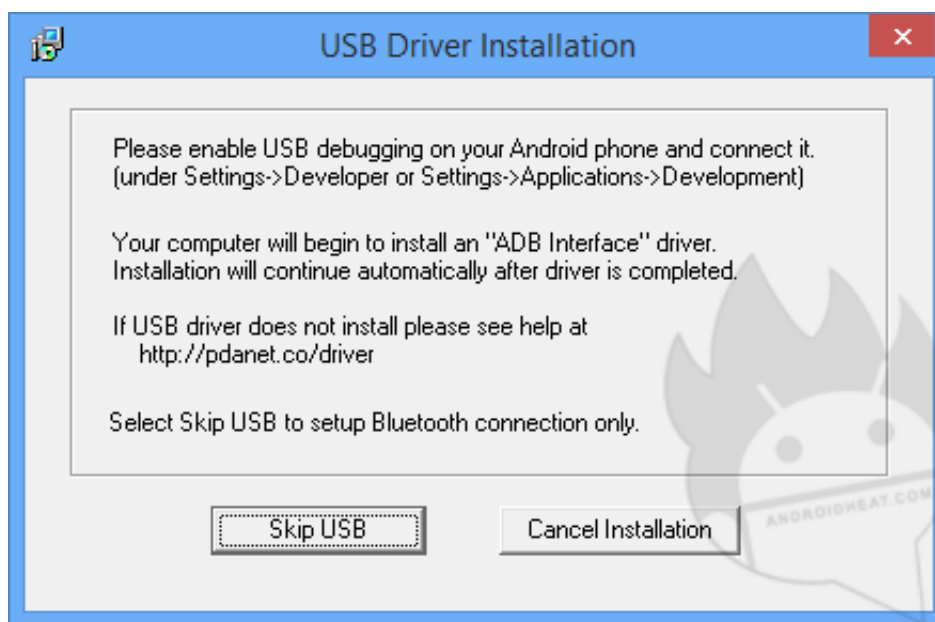 USB Driver Installation
Please enable USB debugging on your Android phone and connect it.
(under Settings->Developer or Settings->Applications->Development)
Your computer will begin to install an "ADB Interface" driver.
Installation will continue automatically after driver is completed.
If USB driver does not install please see help at
http://pdanet.co/driver
Select Skip USB to setup Bluetooth connection only.
ANDROIDHEAT.COM
Skip USB
Cancel Installation